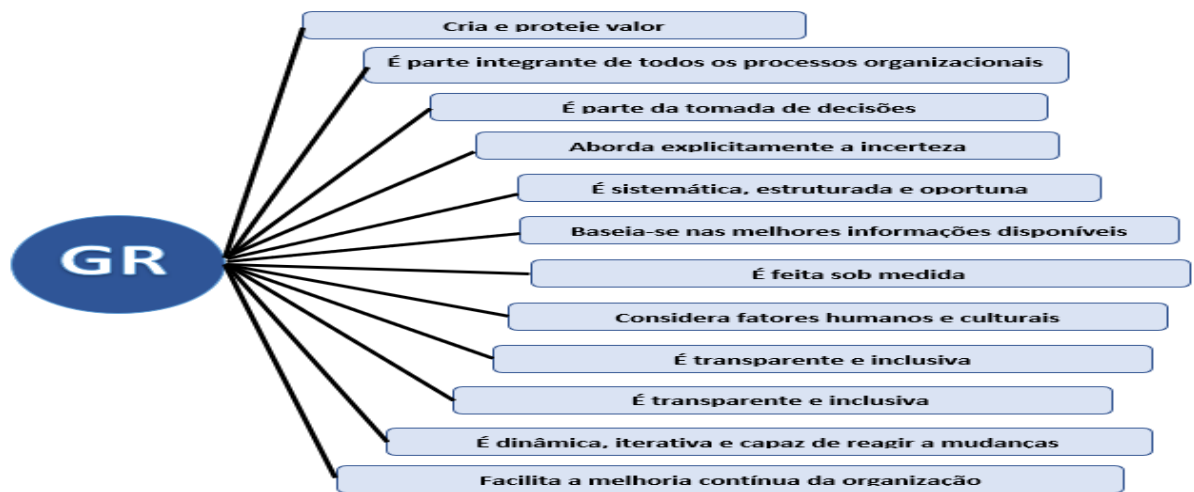 Cria e proteje valor
É parte integrante de todos os processos organizacionais
É parte da tomada de decisões
Aborda explicitamente a incerteza
É sistemática, estruturada e oportuna
Baseia-se nas melhores informações disponíveis
GR
É feita sob medida
Considera fatores humanos e culturais
É transparente e inclusiva
É transparente e inclusiva
É dinâmica, iterativa e capaz de reagir a mudanças
Facilita a melhoria contínua da organização